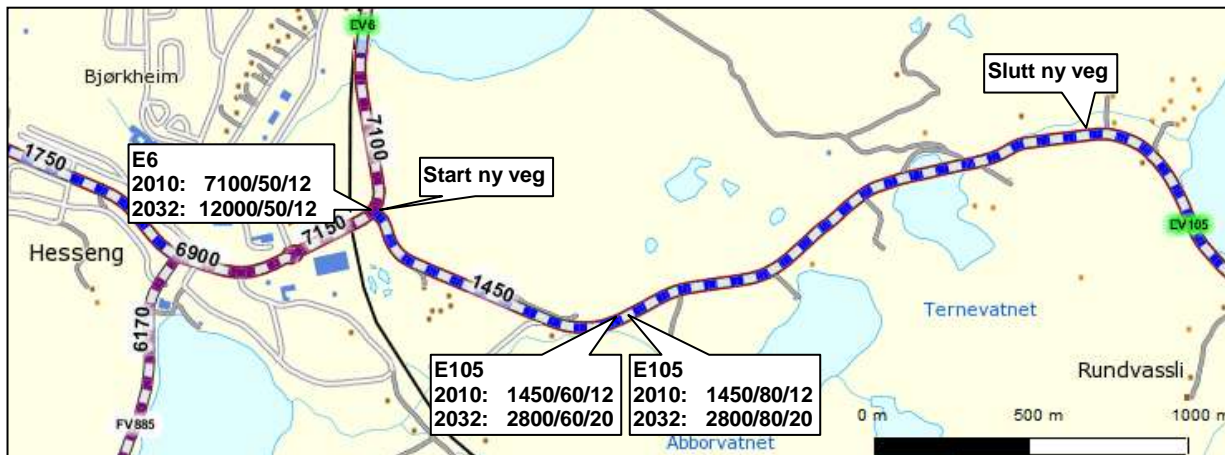 EV6
Bjørkheim
Slutt ny veg
1750
7100
E6
2010: 7100/50/12
2032: 12000/50/12
Start ny veg
7150
Hesseng
6900
EV105
1450
6170
Ternevatnet
E105
2010: 1450/60/12
2032: 2800/60/20
E105
2010: 1450/80/12
2032: 2800/80/20
Rundvassli
FV885
0 m
500 m
1000 m
Abborvatnet